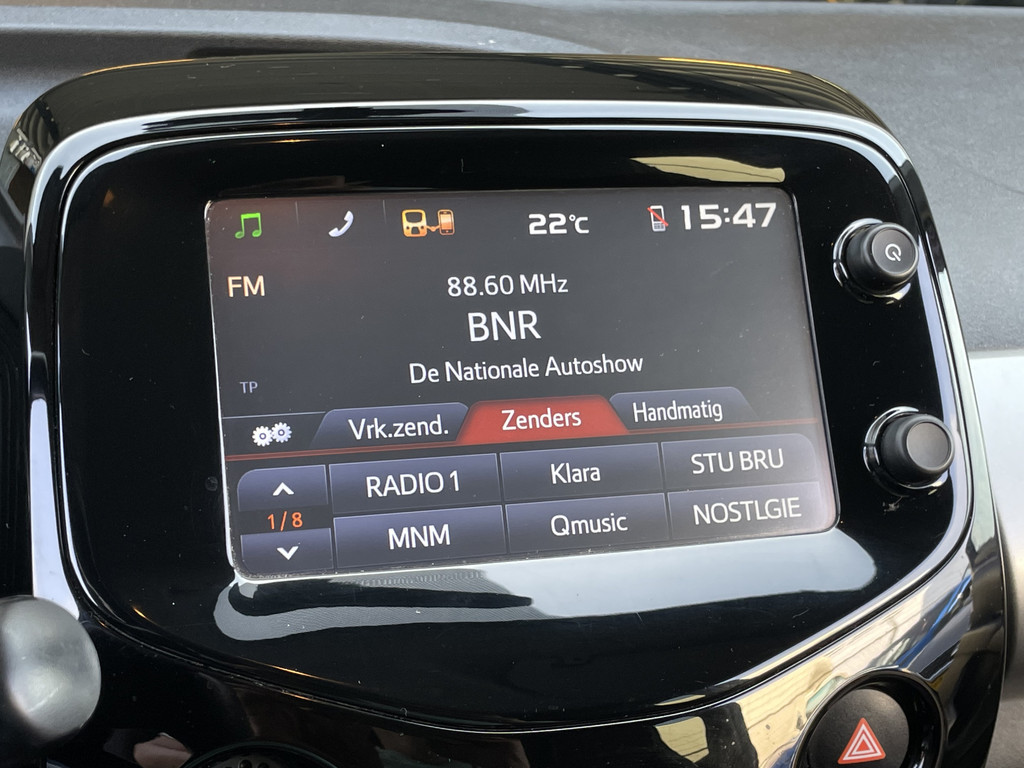 22°C 15:47
FM 88.60 MHz
BNR
De Nationale Autoshow
TP
Vrk.zend. Zenders Handmatig
RADIO 1 Klara STU BRU
1/8
MNM Qmusic NOSTLGIE